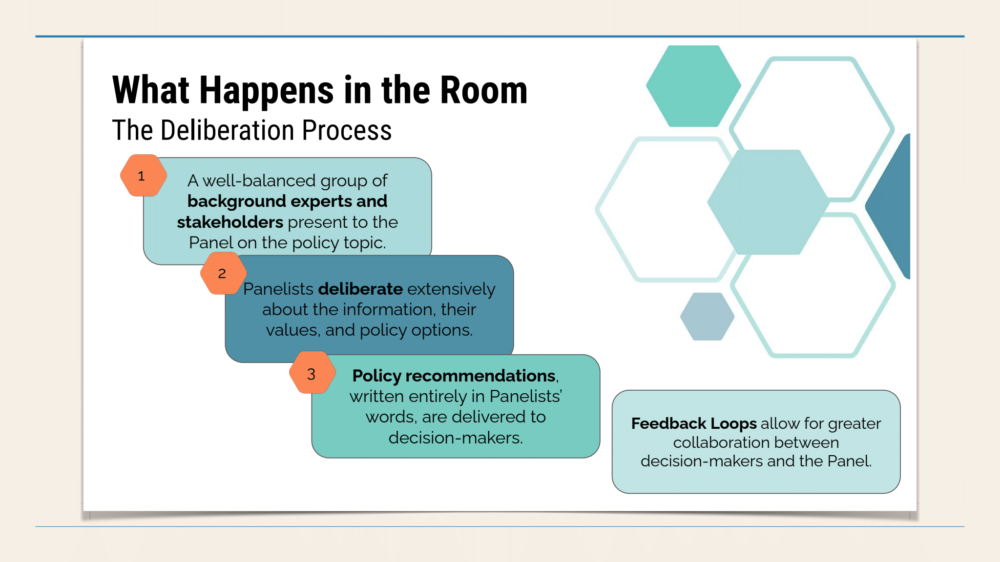 What Happens in the Room
The Deliberation Process
1
A well-balanced group of
background experts and
stakeholders present to the
Panel on the policy topic.
2
Panelists deliberate extensively
about the information, their
values, and policy options.
3
Policy recommendations,
written entirely in Panelists’
words, are delivered to
decision-makers.
Feedback Loops allow for greater
collaboration between
decision-makers and the Panel.